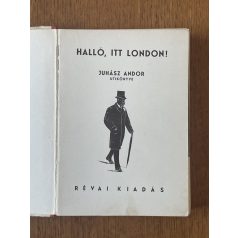 HALLÓ, ITT LONDON!
JUHÁSZ ANDOR
ÚTIKÖNYVE
RÉVAI KIADÁS